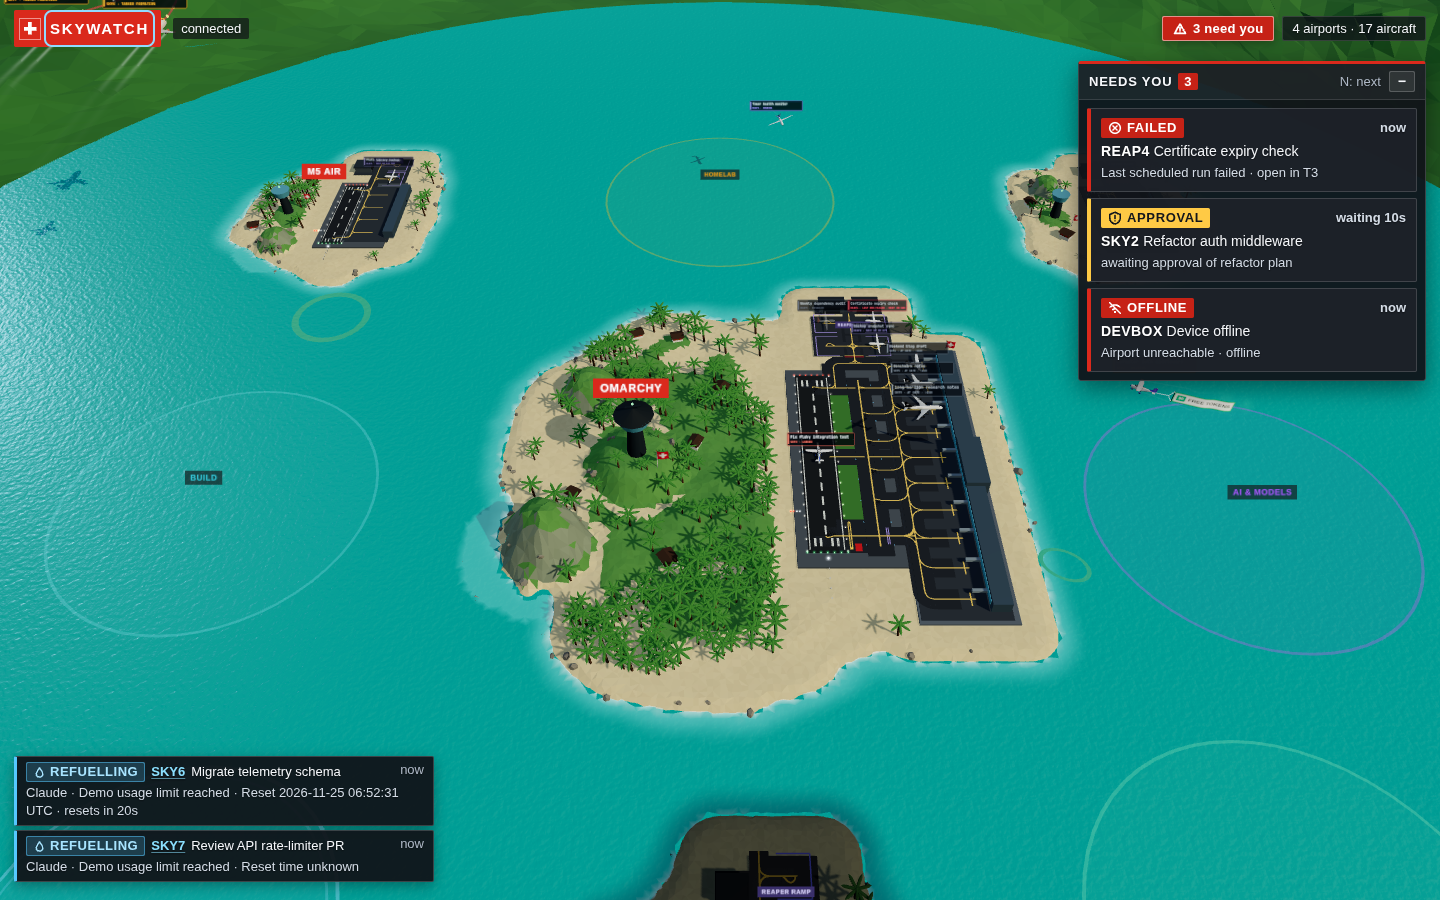 SKYWATCH
connected
3 need you
4 airports · 17 aircraft
NEEDS YOU 3
N: next
FAILED
now
REAP4 Certificate expiry check
Last scheduled run failed · open in T3
APPROVAL
waiting 10s
SKY2 Refactor auth middleware
awaiting approval of refactor plan
OFFLINE
now
DEVBOX Device offline
Airport unreachable · offline
M5 AIR
HOMELAB
OMARCHY
Fix flaky integration test
BUILD
AI & MODELS
REFUELLING SKY6 Migrate telemetry schema
now
Claude · Demo usage limit reached · Reset 2026-11-25 06:52:31
UTC · resets in 20s
REFUELLING SKY7 Review API rate-limiter PR
now
Claude · Demo usage limit reached · Reset time unknown
REAPER RAMP